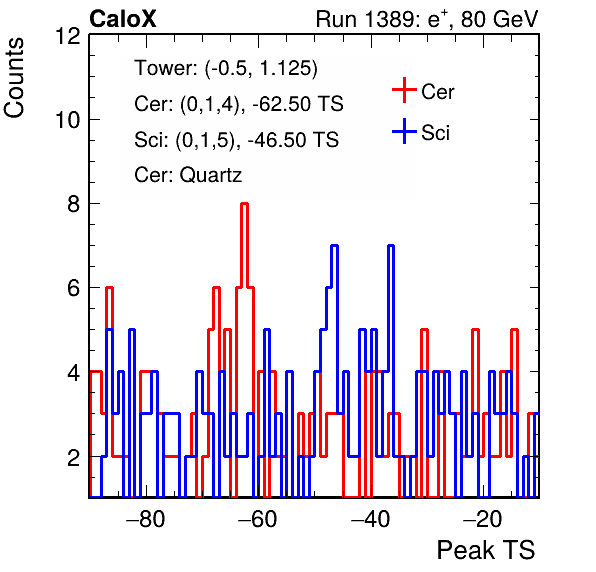 CaloX
Run 1389: e⁺, 80 GeV
Counts
12
10
8
6
4
2
Tower: (-0.5, 1.125)
Cer: (0,1,4), -62.50 TS
Sci: (0,1,5), -46.50 TS
Cer: Quartz
Cer
Sci
−80
−60
−40
−20
Peak TS